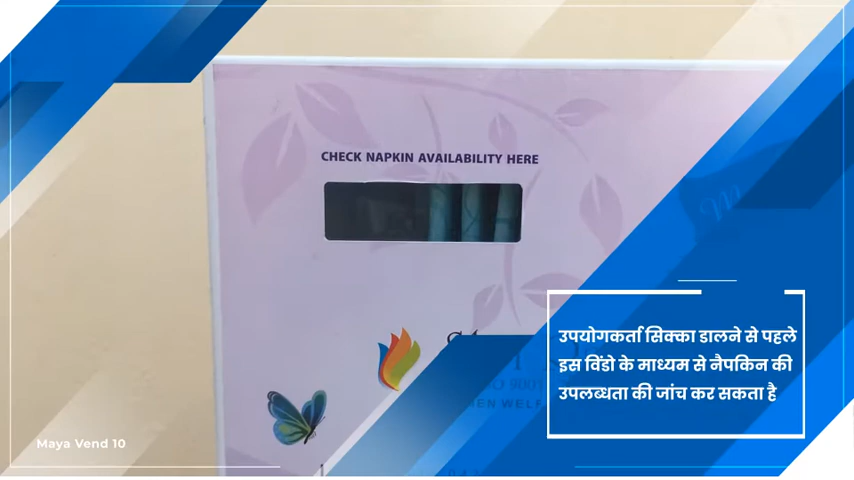 CHECK NAPKIN AVAILABILITY HERE
उपयोगकर्ता सिक्का डालने से पहले
इस विंडो के माध्यम से नैपकिन की
उपलब्धता की जांच कर सकता है
Maya Vend 10